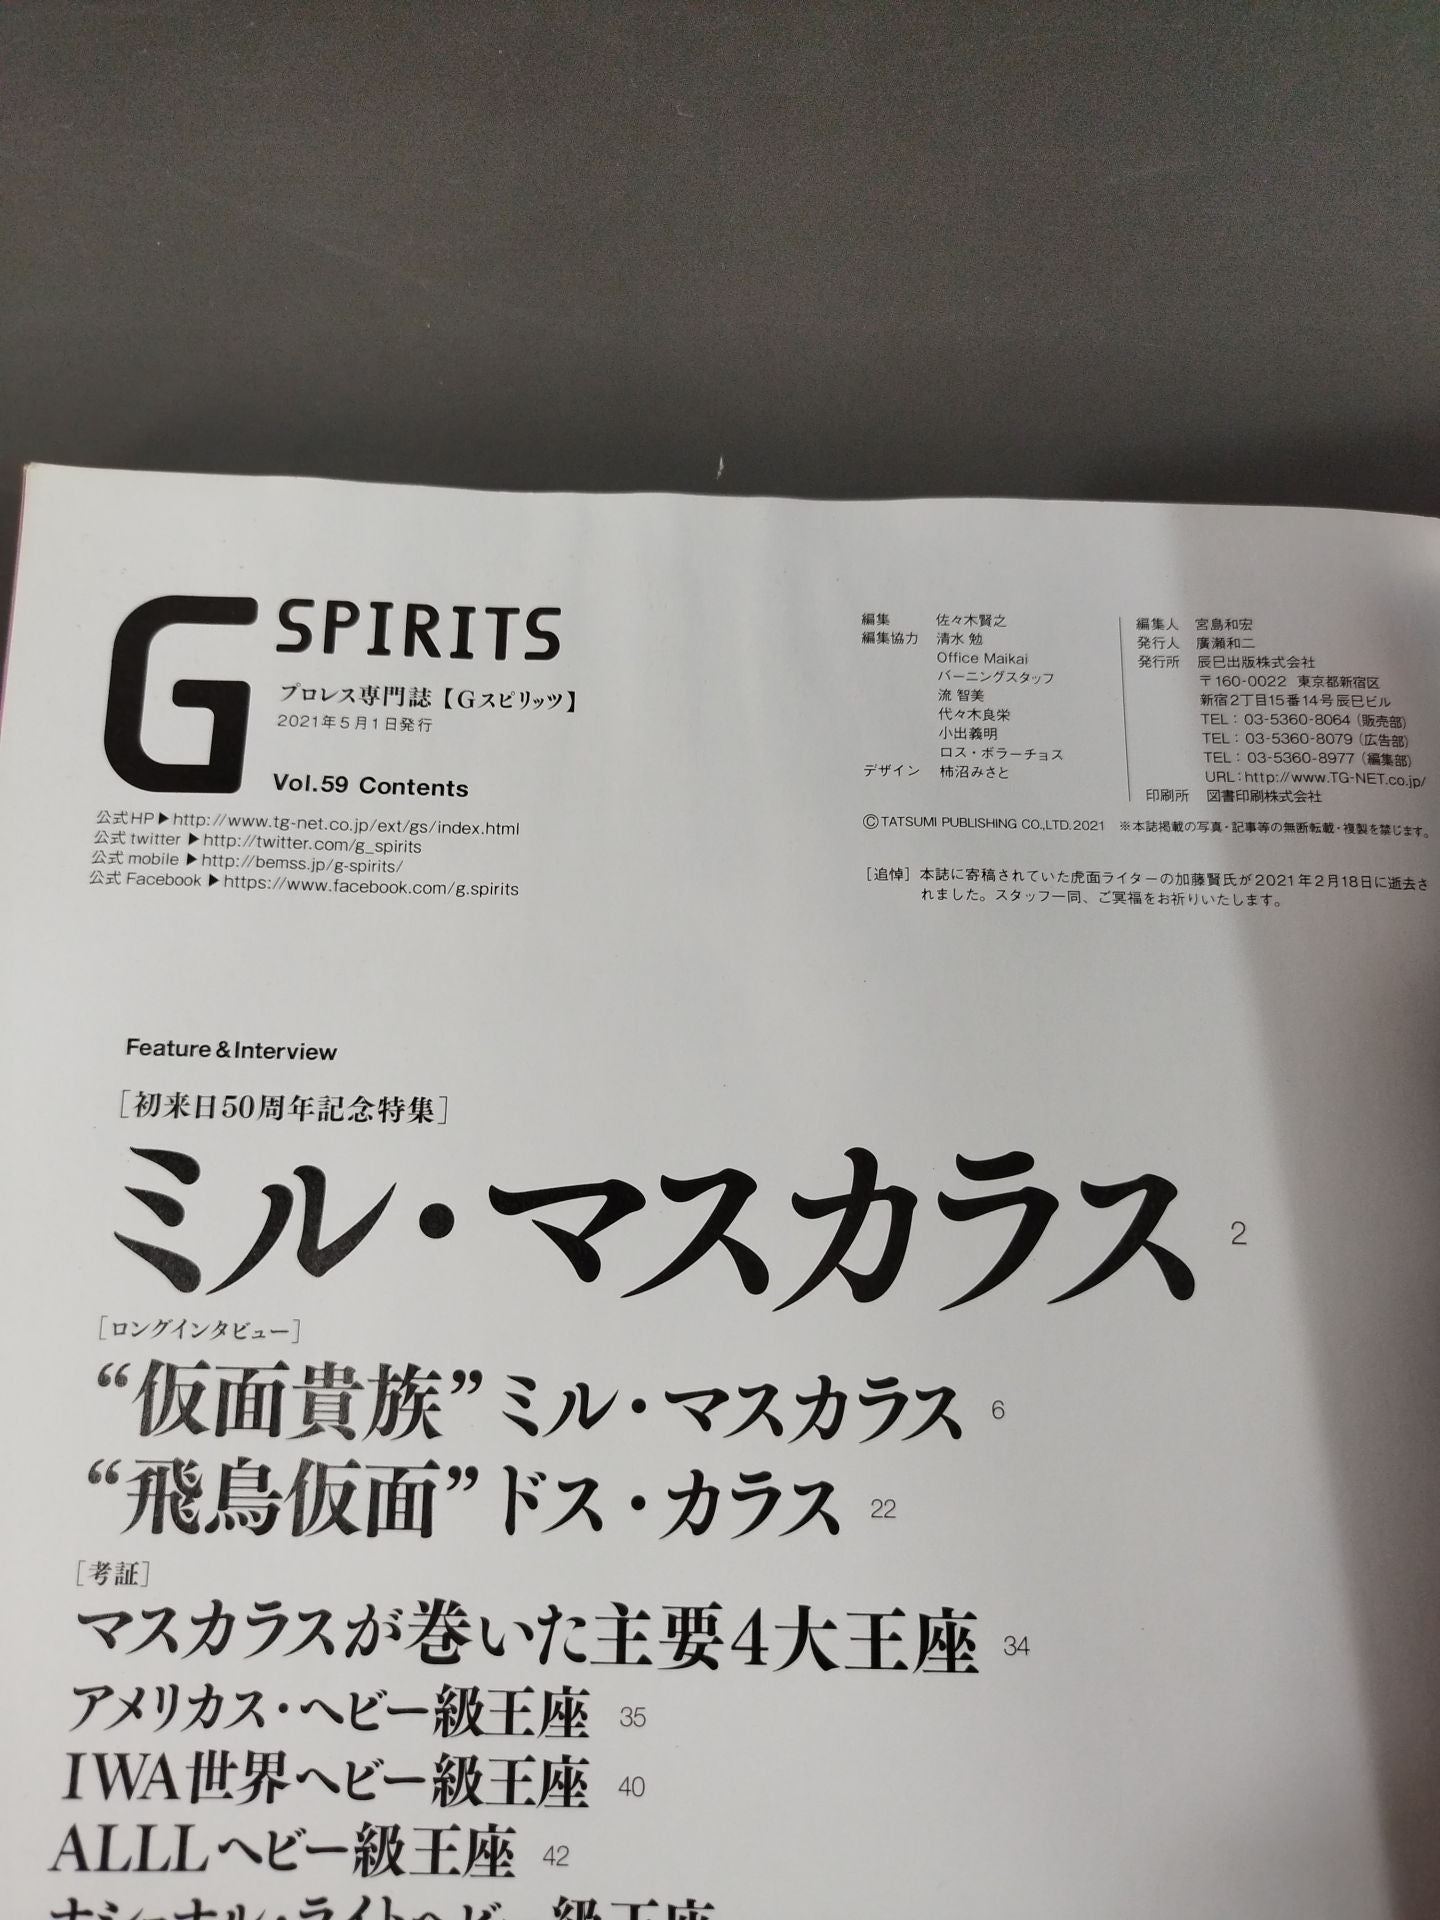 G SPIRITS
プロレス専門誌【Gスピリッツ】
2021年5月1日発行
Vol.59 Contents
公式HP▶http://www.tg-net.co.jp/ext/gs/index.html
公式 twitter ▶http://twitter.com/g_spirits
公式 mobile ▶http://bemss.jp/g-spirits/
公式 Facebook ▶https://www.facebook.com/g.spirits
編集 佐々木賢之
編集協力 清水 勉
Office Maikai
バーニングスタッフ
流 智美
代々木良栄
小出義明
ロス・ボラーチョス
デザイン 柿沼みさと
編集人 宮島和宏
発行人 廣瀬和二
発行所 辰巳出版株式会社
〒160-0022 東京都新宿区
新宿2丁目15番14号辰巳ビル
TEL：03-5360-8064（販売部）
TEL：03-5360-8079（広告部）
TEL：03-5360-8977（編集部）
URL：http://www.TG-NET.co.jp/
印刷所 図書印刷株式会社
©TATSUMI PUBLISHING CO.,LTD.2021 ※本誌掲載の写真・記事等の無断転載・複製を禁じます。
［追悼］本誌に寄稿されていた虎面ライターの加藤賢氏が2021年2月18日に逝去さ
れました。スタッフ一同、ご冥福をお祈りいたします。
Feature&Interview
［初来日50周年記念特集］
ミル・マスカラス 2
［ロングインタビュー］
“仮面貴族”ミル・マスカラス 6
“飛鳥仮面”ドス・カラス 22
［考証］
マスカラスが巻いた主要4大王座 34
アメリカス・ヘビー級王座 35
IWA世界ヘビー級王座 40
ALLLヘビー級王座 42
ナショナル・ライトヘビー級王座